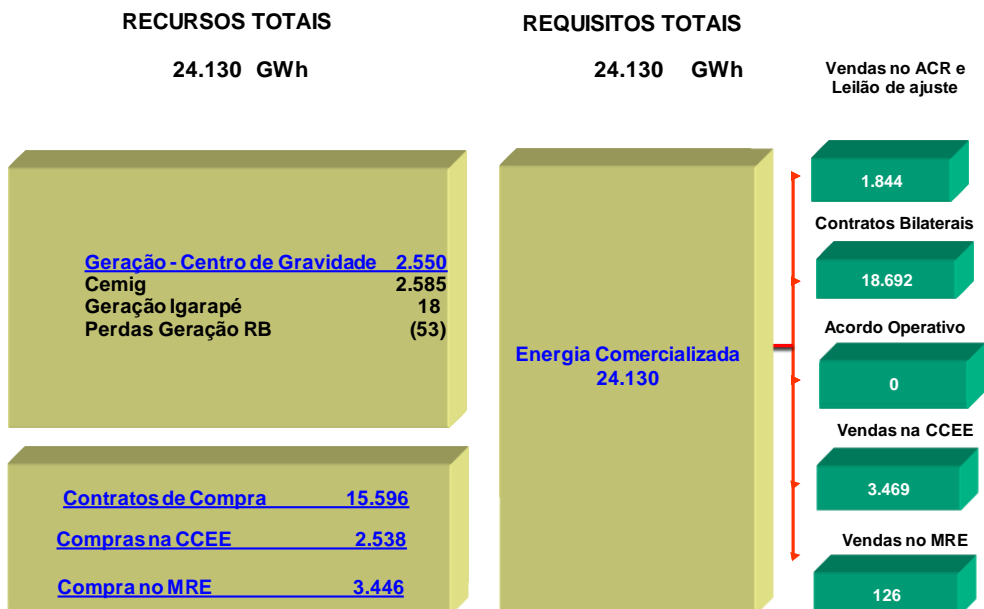 RECURSOS TOTAIS
24.130 GWh
REQUISITOS TOTAIS
24.130 GWh
Vendas no ACR e
Leilão de ajuste
1.844
Contratos Bilaterais
18.692
Acordo Operativo
0
Vendas na CCEE
3.469
Vendas no MRE
126
Geração - Centro de Gravidade 2.550
Cemig 2.585
Geração Igarapé 18
Perdas Geração RB (53)
Energia Comercializada
24.130
Contratos de Compra 15.596
Compras na CCEE 2.538
Compra no MRE 3.446